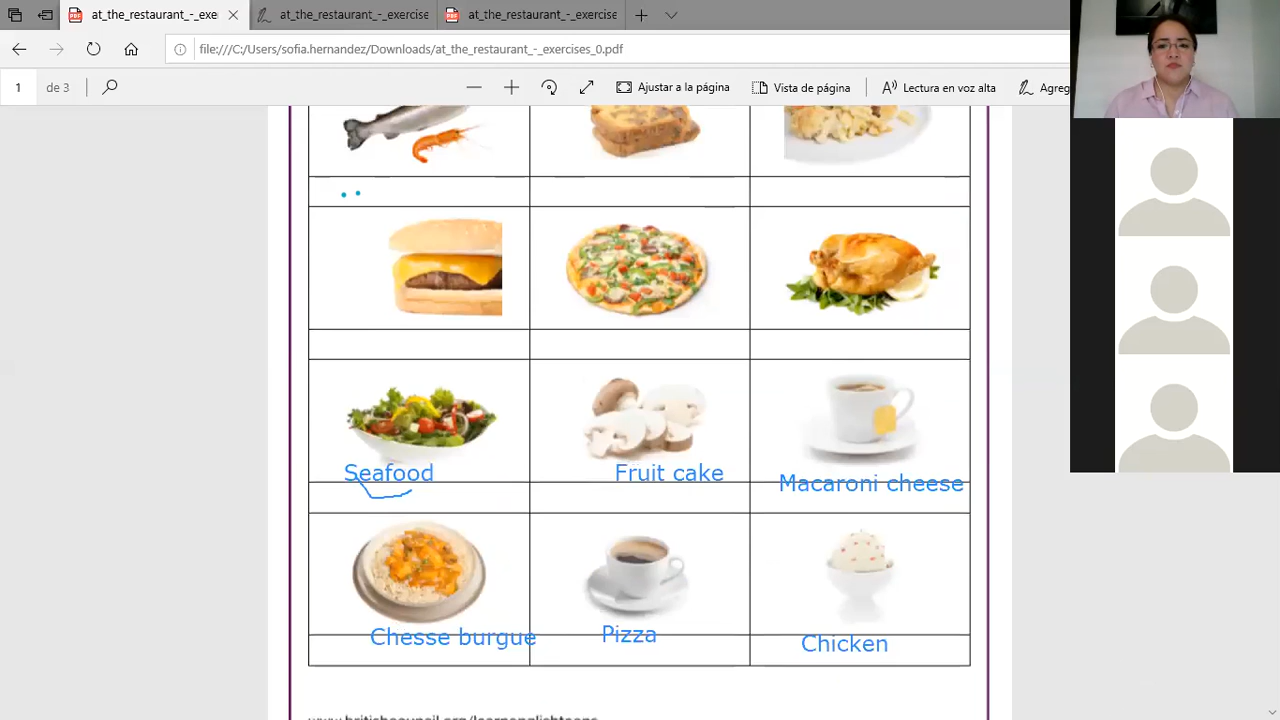 at_the_restaurant_-_exe
at_the_restaurant_-_exercise
at_the_restaurant_-_exercise
file:///C:/Users/sofia.hernandez/Downloads/at_the_restaurant_-_exercises_0.pdf
1 de 3
Ajustar a la página
Vista de página
Lectura en voz alta
Agreg
Seafood
Fruit cake
Macaroni cheese
Chesse burgue
Pizza
Chicken